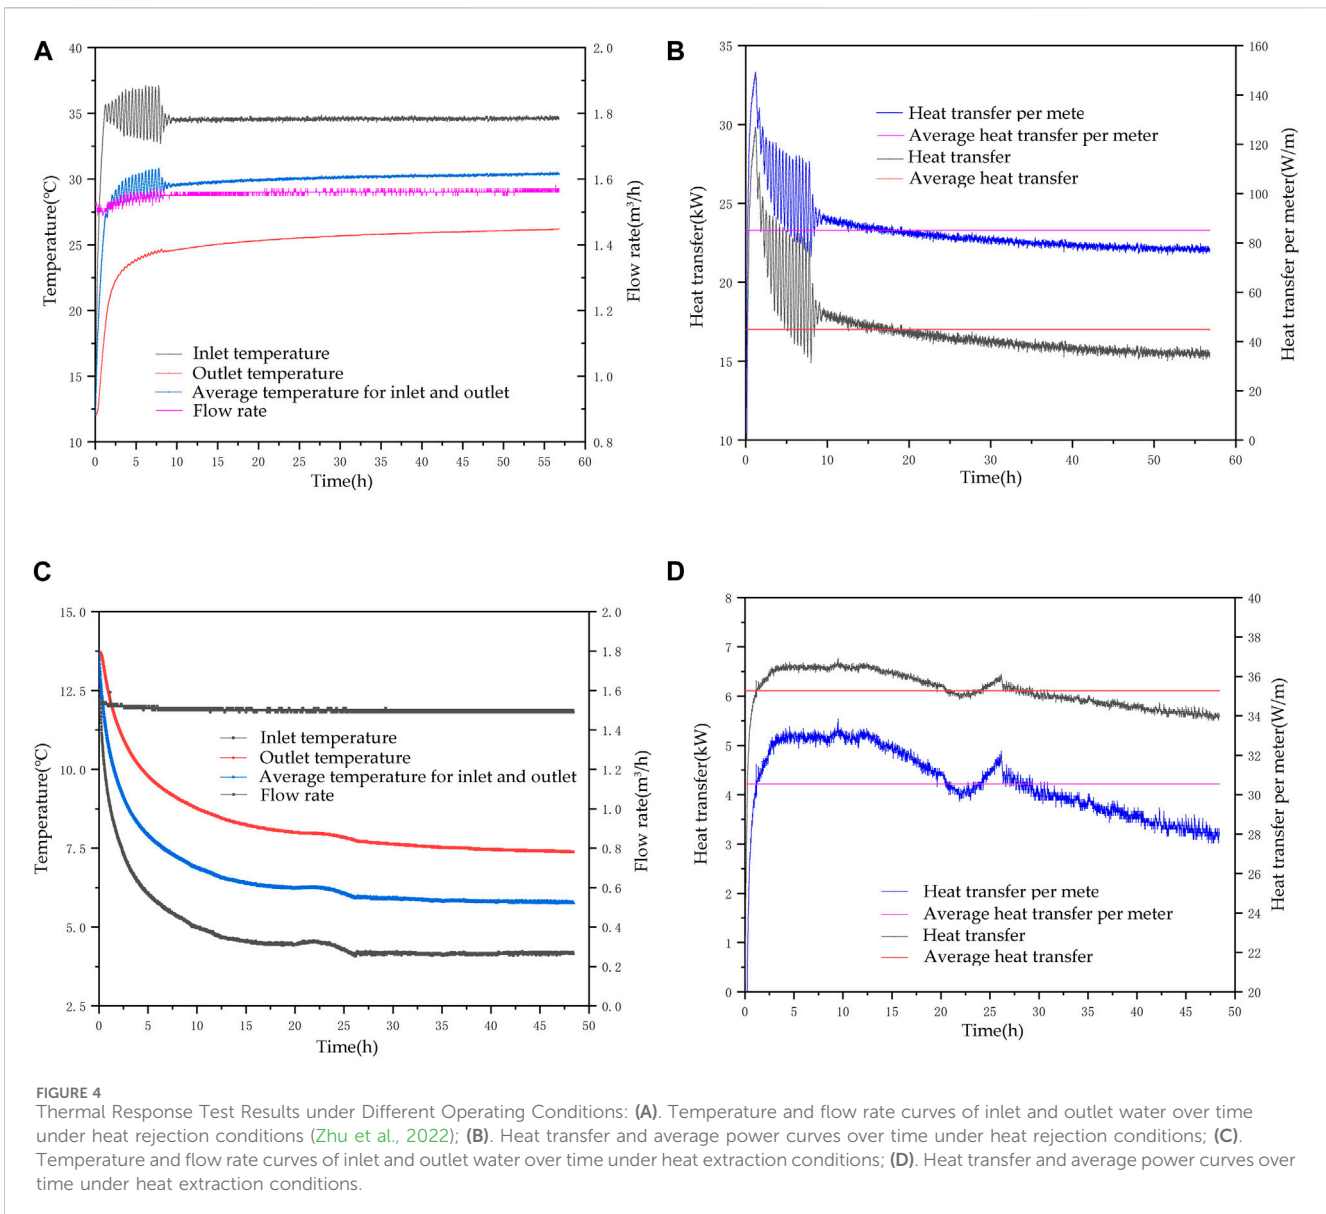 A
40
35
30
25
20
15
10
Temperature(℃)
2.0
1.8
1.6
1.4
1.2
1.0
0.8
Flow rate(m³/h)
Inlet temperature
Outlet temperature
Average temperature for inlet and outlet
Flow rate
0 5 10 15 20 25 30 35 40 45 50 55 60
Time(h)
B
35
30
25
20
15
10
Heat transfer(kW)
160
140
120
100
80
60
40
20
0
Heat transfer per meter(W/m)
Heat transfer per mete
Average heat transfer per meter
Heat transfer
Average heat transfer
0 10 20 30 40 50 60
Time(h)
C
15.0
12.5
10.0
7.5
5.0
2.5
Temperature(℃)
2.0
1.8
1.6
1.4
1.2
1.0
0.8
0.6
0.4
0.2
0.0
Flow rate(m³/h)
Inlet temperature
Outlet temperature
Average temperature for inlet and outlet
Flow rate
0 5 10 15 20 25 30 35 40 45 50
Time(h)
D
8
7
6
5
4
3
2
1
0
Heat transfer(kW)
40
38
36
34
32
30
28
26
24
22
20
Heat transfer per meter(W/m)
Heat transfer per mete
Average heat transfer per meter
Heat transfer
Average heat transfer
0 5 10 15 20 25 30 35 40 45 50
Time(h)
FIGURE 4
Thermal Response Test Results under Different Operating Conditions: (A). Temperature and flow rate curves of inlet and outlet water over time
under heat rejection conditions (Zhu et al., 2022); (B). Heat transfer and average power curves over time under heat rejection conditions; (C).
Temperature and flow rate curves of inlet and outlet water over time under heat extraction conditions; (D). Heat transfer and average power curves over
time under heat extraction conditions.